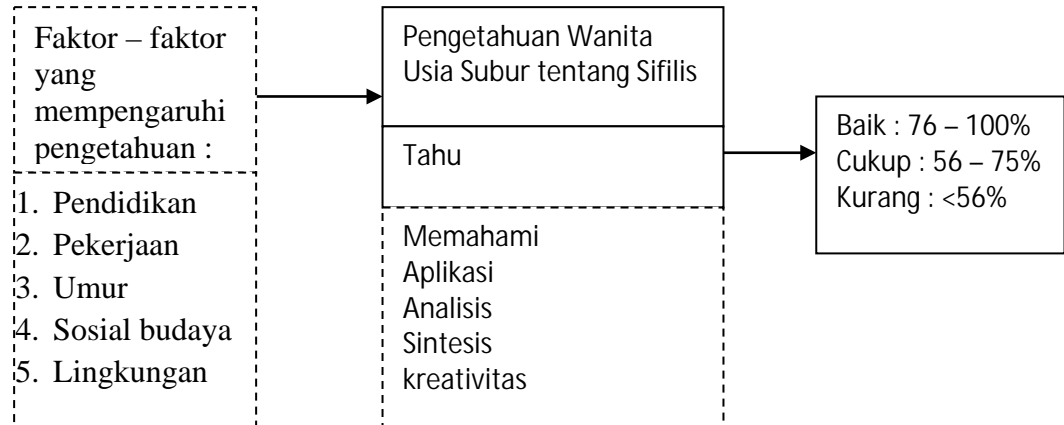 Faktor – faktor
yang
mempengaruhi
pengetahuan :
1. Pendidikan
2. Pekerjaan
3. Umur
4. Sosial budaya
5. Lingkungan
Pengetahuan Wanita
Usia Subur tentang Sifilis
Tahu
Memahami
Aplikasi
Analisis
Sintesis
kreativitas
Baik : 76 – 100%
Cukup : 56 – 75%
Kurang : <56%